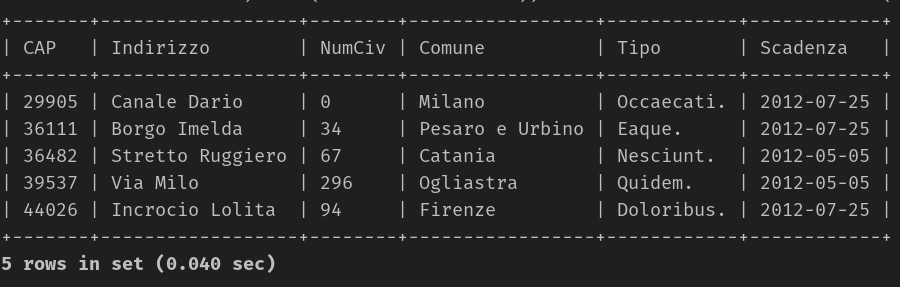 +-------+------------------+--------+-----------------+------------+------------+
| CAP   | Indirizzo        | NumCiv | Comune          | Tipo       | Scadenza   |
+-------+------------------+--------+-----------------+------------+------------+
| 29905 | Canale Dario     | 0      | Milano          | Occaecati. | 2012-07-25 |
| 36111 | Borgo Imelda     | 34     | Pesaro e Urbino | Eaque.     | 2012-07-25 |
| 36482 | Stretto Ruggiero | 67     | Catania         | Nesciunt.  | 2012-05-05 |
| 39537 | Via Milo         | 296    | Ogliastra       | Quidem.    | 2012-05-05 |
| 44026 | Incrocio Lolita  | 94     | Firenze         | Doloribus. | 2012-07-25 |
+-------+------------------+--------+-----------------+------------+------------+
5 rows in set (0.040 sec)